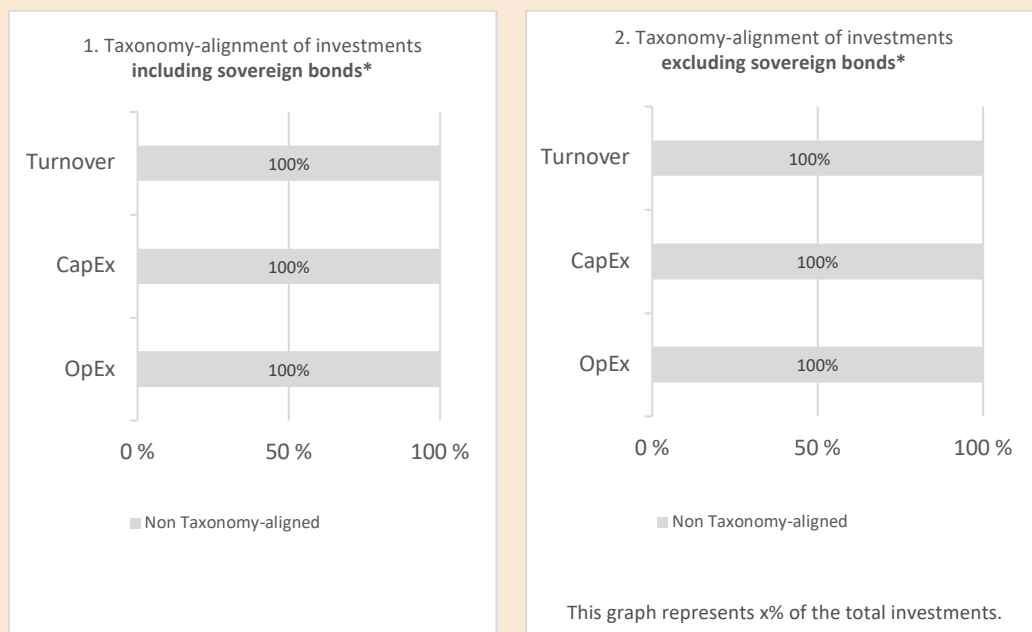 1. Taxonomy-alignment of investments
including sovereign bonds*
Turnover
100%
CapEx
100%
OpEx
100%
0 %
50 %
100 %
Non Taxonomy-aligned
2. Taxonomy-alignment of investments
excluding sovereign bonds*
Turnover
100%
CapEx
100%
OpEx
100%
0 %
50 %
100 %
Non Taxonomy-aligned
This graph represents x% of the total investments.